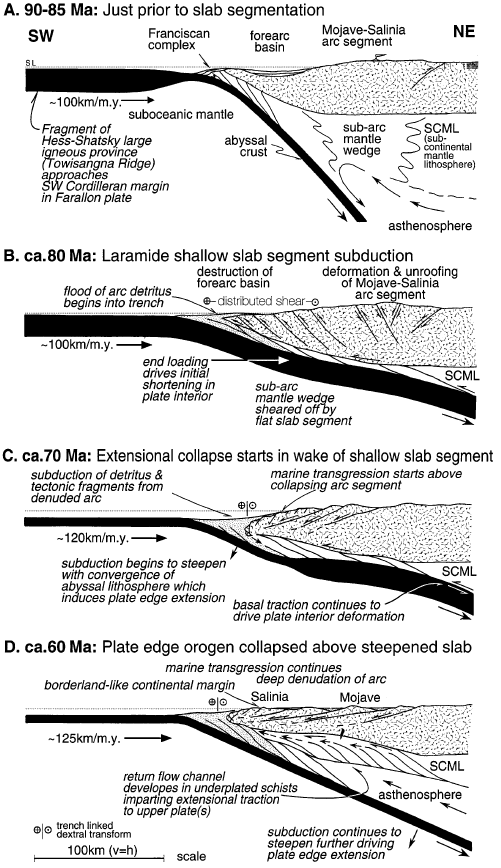 A. 90-85 Ma: Just prior to slab segmentation
SW
Franciscan
complex
forearc
basin
Mojave-Salinia
arc segment
NE
SL
~100km/m.y.
suboceanic mantle
Fragment of
Hess-Shatsky large
igneous province
(Towisangna Ridge)
approaches
SW Cordilleran margin
in Farallon plate
abyssal
crust
sub-arc
mantle
wedge
SCML
(sub-
continental
mantle
lithosphere)
asthenosphere
B. ca.80 Ma: Laramide shallow slab segment subduction
flood of arc detritus
begins into trench
destruction of
forearc basin
⊕-distributed shear-⊙
deformation & unroofing
of Mojave-Salinia
arc segment
~100km/m.y.
end loading
drives initial
shortening in
plate interior
sub-arc
mantle wedge
sheared off by
flat slab segment
SCML
C. ca.70 Ma: Extensional collapse starts in wake of shallow slab segment
subduction of detritus &
tectonic fragments from
denuded arc
marine transgression starts above
collapsing arc segment
⊕|⊙
~120km/m.y.
subduction begins to steepen
with convergence of
abyssal lithosphere which
induces plate edge extension
SCML
basal traction continues to
drive plate interior deformation
D. ca.60 Ma: Plate edge orogen collapsed above steepened slab
marine transgression continues
deep denudation of arc
borderland-like continental margin
Salinia
Mojave
⊕|⊙
~125km/m.y.
?
SCML
asthenosphere
return flow channel
developes in underplated schists
imparting extensional traction
to upper plate(s)
subduction continues to
steepen further driving
plate edge extension
⊕|⊙ trench linked
dextral transform
100km (v=h)
scale